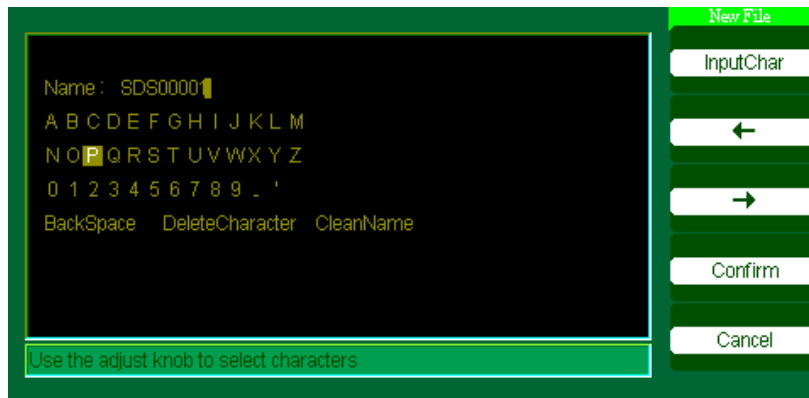 New File
InputChar
←
→
Confirm
Cancel
Name: SDS00001
A B C D E F G H I J K L M
N O P Q R S T U V W X Y Z
0 1 2 3 4 5 6 7 8 9 _ '
BackSpace DeleteCharacter CleanName
Use the adjust knob to select characters